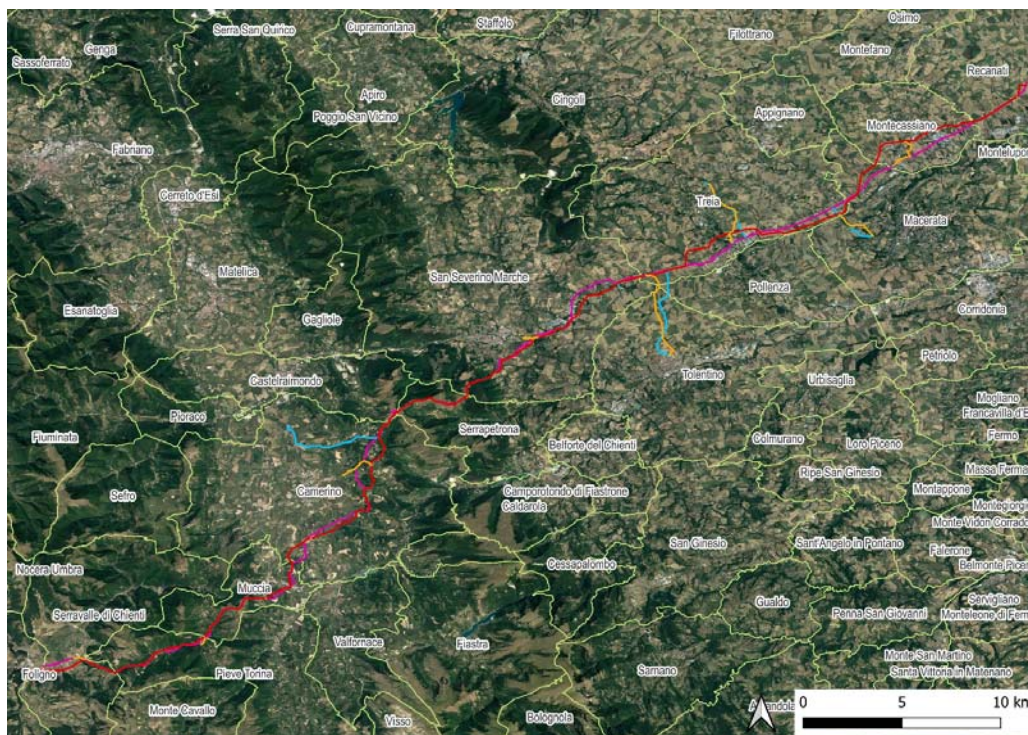 Staffolo
Osimo
Serra San Quirico
Cupramontana
Filottrano
Genga
Montefano
Sassoferrato
Recanati
Apiro
Cingoli
Poggio San Vicino
Appignano
Montecassiano
Fabriano
Montelupon
Cerreto d'Esi
Treia
Macerata
Matelica
San Severino Marche
Pollenza
Esanatoglia
Gagliole
Corridonia
Petriolo
Tolentino
Castelraimondo
Urbisaglia
Mogliano
Pioraco
Francavilla d'E
Serrapetrona
Fiuminata
Belforte del Chienti
Colmurano
Loro Piceno
Fermo
Ripe San Ginesio
Massa Ferma
Camerino
Camporotondo di Fiastrone
Sefro
Montappone
Caldarola
Montegiorgi
Monte Vidon Corrado
San Ginesio
Sant'Angelo in Pontano
Falerone
Cessapalombo
Belmonte Picen
Nocera Umbra
Muccia
Servigliano
Gualdo
Serravalle di Chienti
Penna San Giovanni
Monteleone di Ferm
Valfornace
Fiastra
Monte San Martino
Foligno
Pieve Torina
Sarnano
Santa Vittoria in Matenano
Monte Cavallo
Visso
Bolognola
0 5 10 km